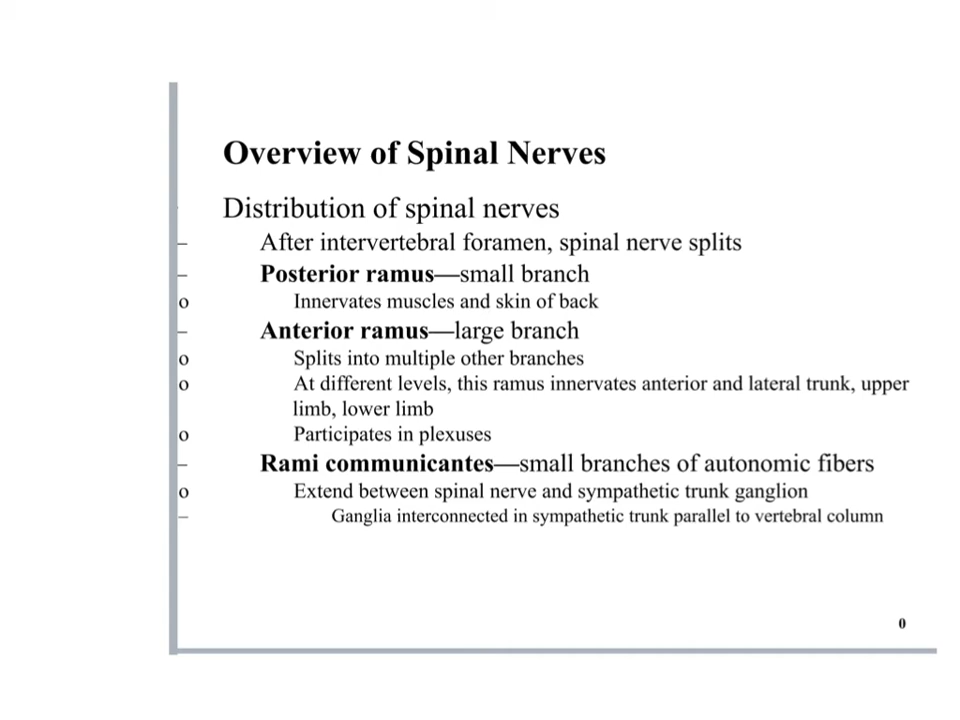 Overview of Spinal Nerves
Distribution of spinal nerves
– After intervertebral foramen, spinal nerve splits
– Posterior ramus—small branch
o Innervates muscles and skin of back
– Anterior ramus—large branch
o Splits into multiple other branches
o At different levels, this ramus innervates anterior and lateral trunk, upper
limb, lower limb
o Participates in plexuses
– Rami communicantes—small branches of autonomic fibers
o Extend between spinal nerve and sympathetic trunk ganglion
– Ganglia interconnected in sympathetic trunk parallel to vertebral column
0